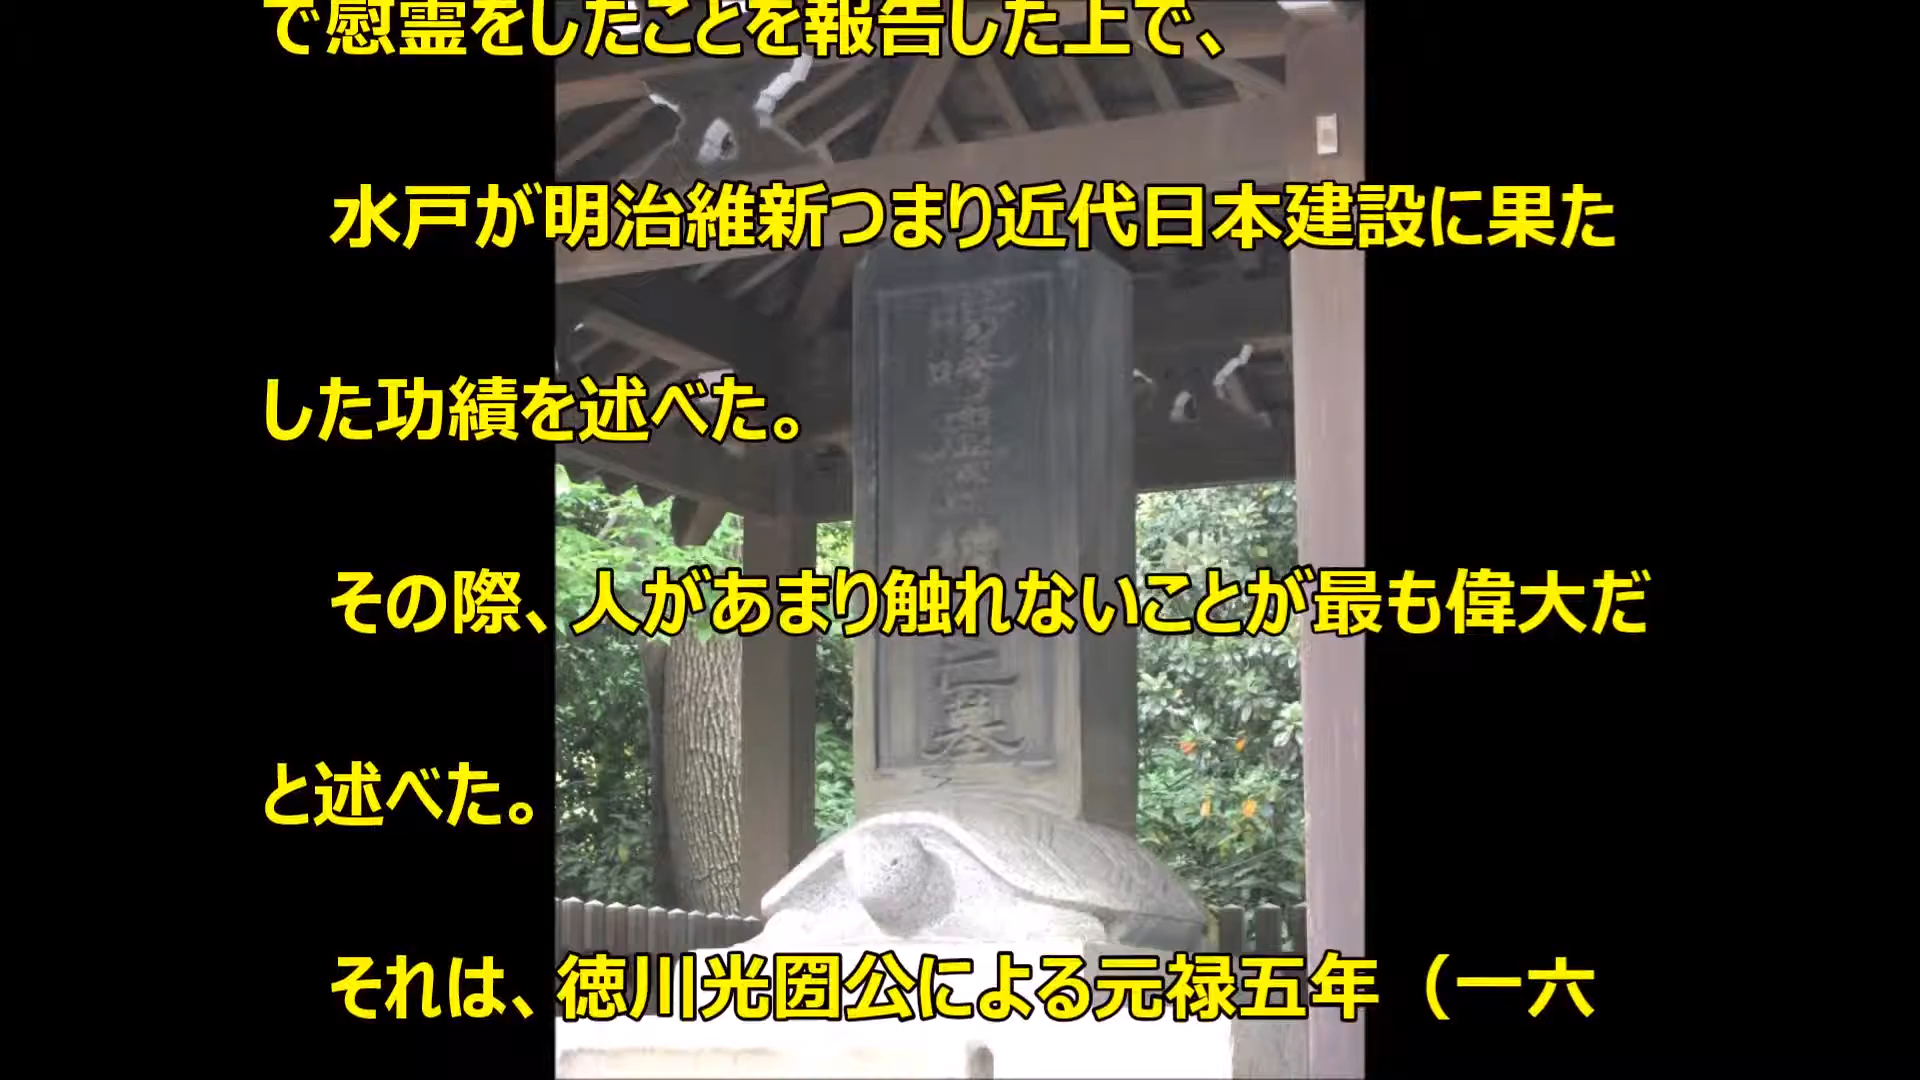 で慰霊をしたことを報告した上で、
水戸が明治維新つまり近代日本建設に果た
した功績を述べた。
その際、人があまり触れないことが最も偉大だ
と述べた。
それは、徳川光圀公による元禄五年（一六
墓